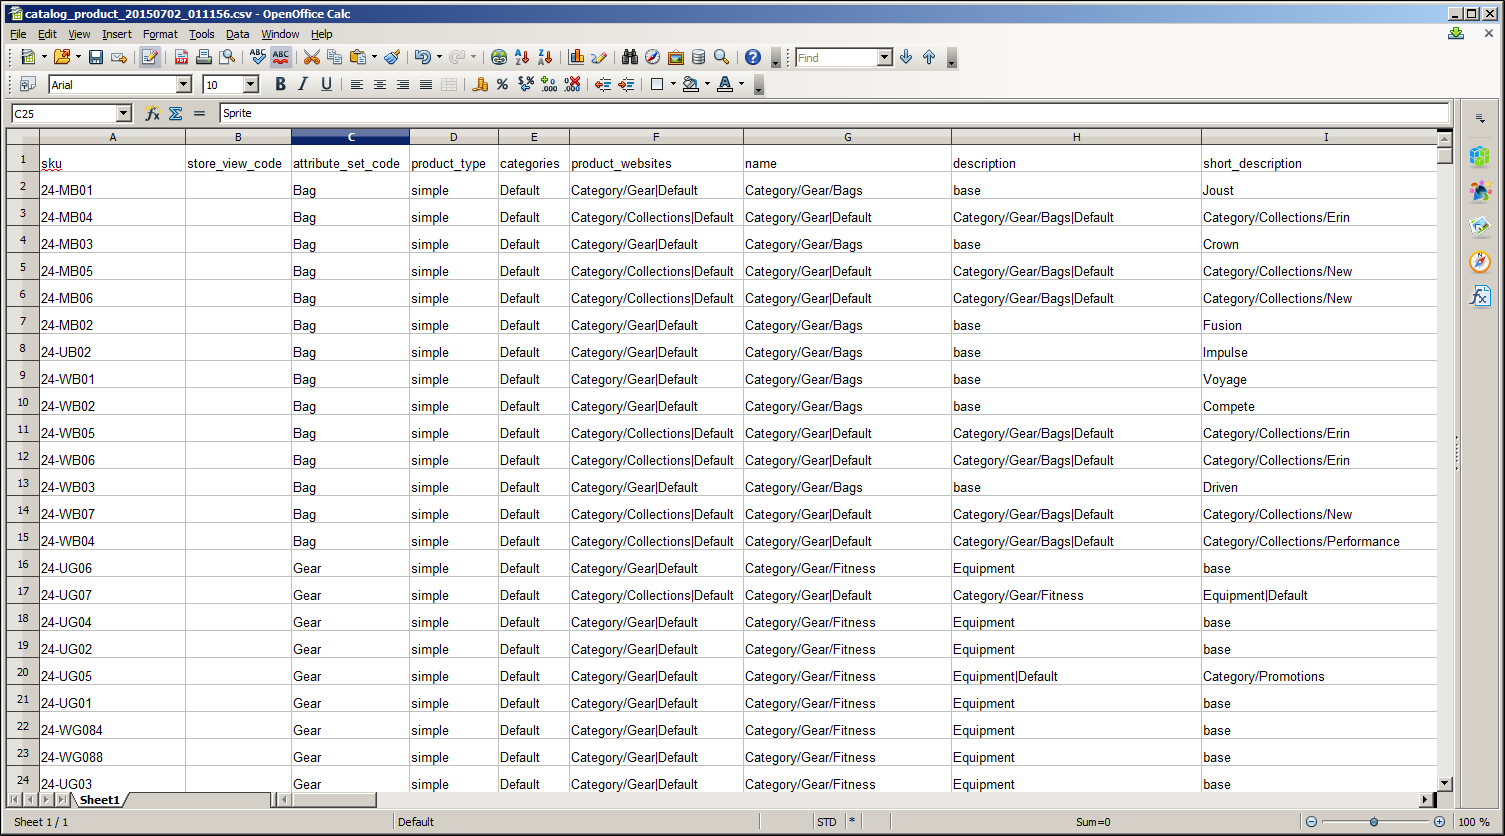 catalog_product_20150702_011156.csv - OpenOffice Calc
File Edit View Insert Format Tools Data Window Help
Find
Arial 10 B I U
C25 Sprite
A B C D E F G H I
1 sku store_view_code attribute_set_code product_type categories product_websites name description short_description
2 24-MB01 Bag simple Default Category/Gear|Default Category/Gear/Bags base Joust
3 24-MB04 Bag simple Default Category/Collections|Default Category/Gear|Default Category/Gear/Bags|Default Category/Collections/Erin
4 24-MB03 Bag simple Default Category/Gear|Default Category/Gear/Bags base Crown
5 24-MB05 Bag simple Default Category/Collections|Default Category/Gear|Default Category/Gear/Bags|Default Category/Collections/New
6 24-MB06 Bag simple Default Category/Collections|Default Category/Gear|Default Category/Gear/Bags|Default Category/Collections/New
7 24-MB02 Bag simple Default Category/Gear|Default Category/Gear/Bags base Fusion
8 24-UB02 Bag simple Default Category/Gear|Default Category/Gear/Bags base Impulse
9 24-WB01 Bag simple Default Category/Gear|Default Category/Gear/Bags base Voyage
10 24-WB02 Bag simple Default Category/Gear|Default Category/Gear/Bags base Compete
11 24-WB05 Bag simple Default Category/Collections|Default Category/Gear|Default Category/Gear/Bags|Default Category/Collections/Erin
12 24-WB06 Bag simple Default Category/Collections|Default Category/Gear|Default Category/Gear/Bags|Default Category/Collections/Erin
13 24-WB03 Bag simple Default Category/Gear|Default Category/Gear/Bags base Driven
14 24-WB07 Bag simple Default Category/Collections|Default Category/Gear|Default Category/Gear/Bags|Default Category/Collections/New
15 24-WB04 Bag simple Default Category/Collections|Default Category/Gear|Default Category/Gear/Bags|Default Category/Collections/Performance
16 24-UG06 Gear simple Default Category/Gear|Default Category/Gear/Fitness Equipment base
17 24-UG07 Gear simple Default Category/Collections|Default Category/Gear|Default Category/Gear/Fitness Equipment|Default
18 24-UG04 Gear simple Default Category/Gear|Default Category/Gear/Fitness Equipment base
19 24-UG02 Gear simple Default Category/Gear|Default Category/Gear/Fitness Equipment base
20 24-UG05 Gear simple Default Category/Gear|Default Category/Gear/Fitness Equipment|Default Category/Promotions
21 24-UG01 Gear simple Default Category/Gear|Default Category/Gear/Fitness Equipment base
22 24-WG084 Gear simple Default Category/Gear|Default Category/Gear/Fitness Equipment base
23 24-WG088 Gear simple Default Category/Gear|Default Category/Gear/Fitness Equipment base
24 24-UG03 Gear simple Default Category/Gear|Default Category/Gear/Fitness Equipment base
Sheet1
Sheet 1 / 1 Default STD * Sum=0 100 %